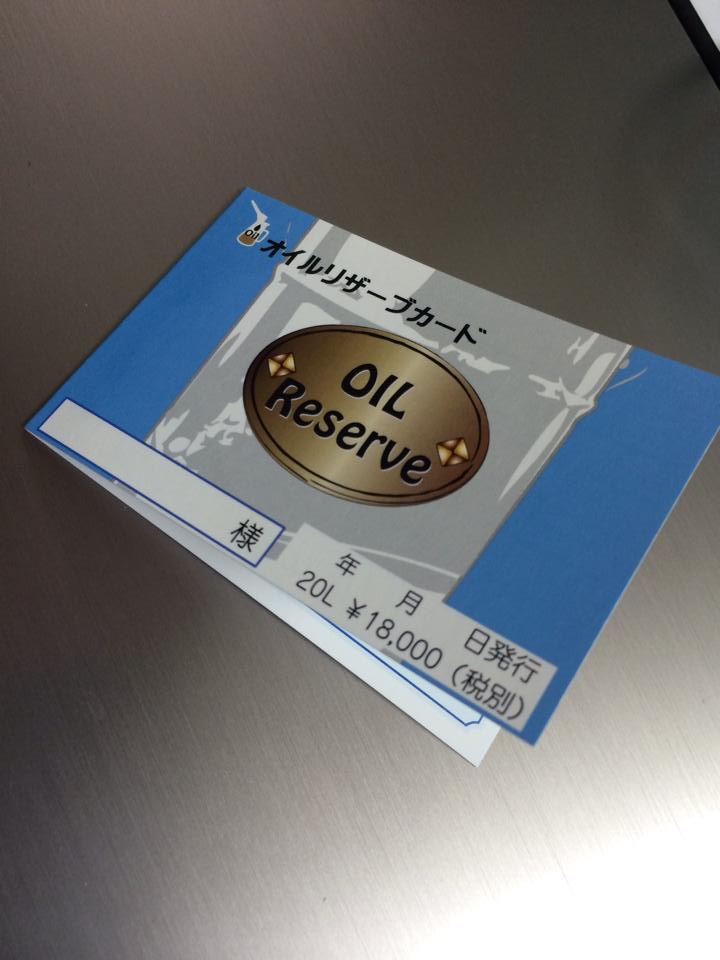 OIL
オイルリザーブカード
OIL
Reserve
様
年 月 日発行
20L ¥18,000（税別）